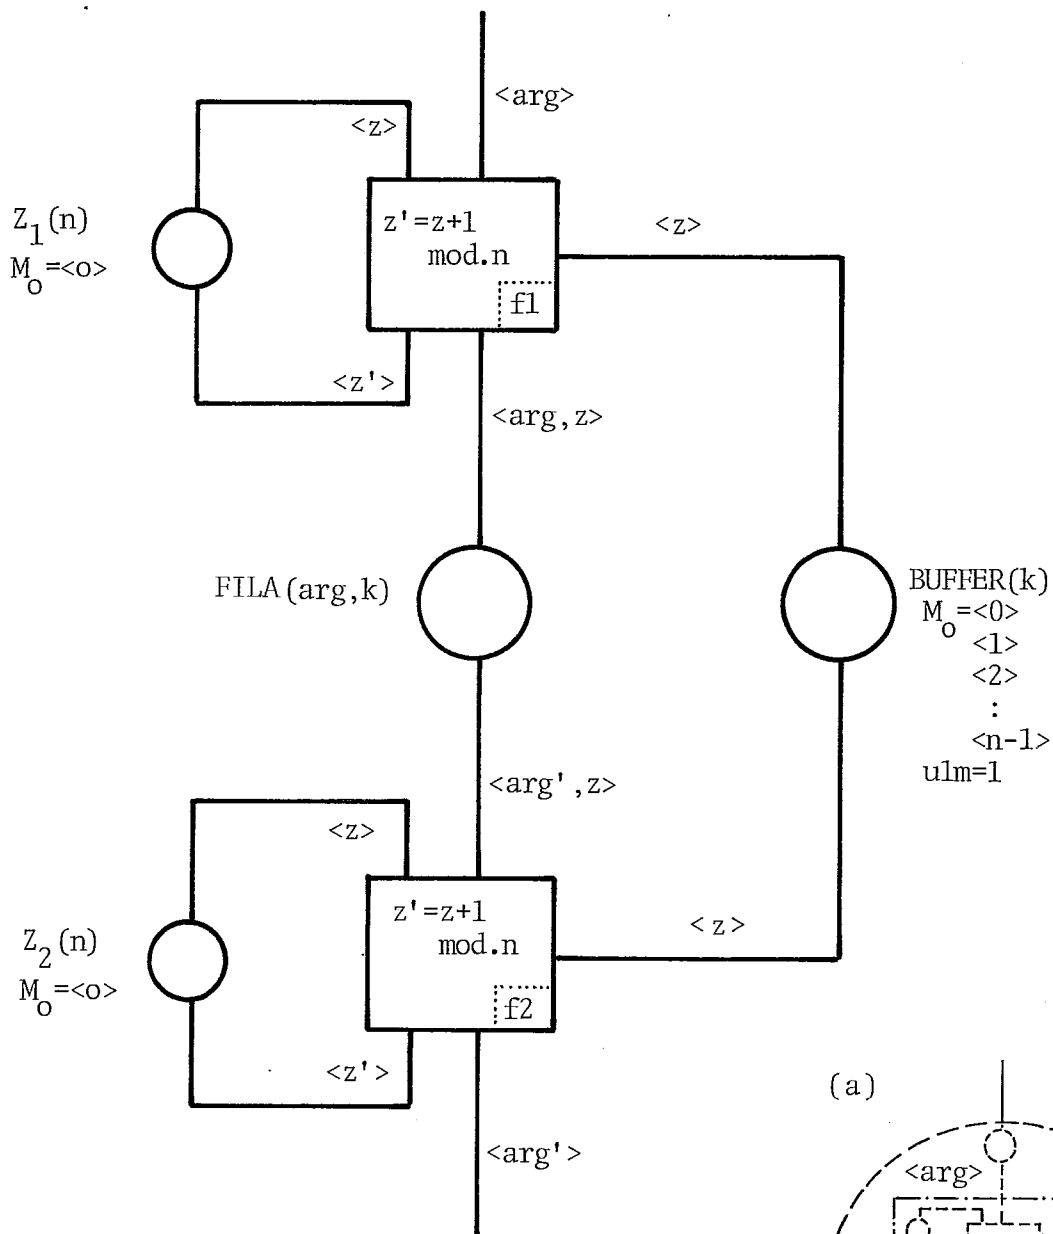 <arg>
<z>
Z1(n)
Mo=<o>
z'=z+1
mod.n
f1
<z>
<z'>
<arg,z>
FILA(arg,k)
BUFFER(k)
Mo=<0>
<1>
<2>
:
<n-1>
ulm=1
<arg',z>
<z>
Z2(n)
Mo=<o>
z'=z+1
mod.n
f2
<z>
<z'>
<arg'>
(a)
<arg>